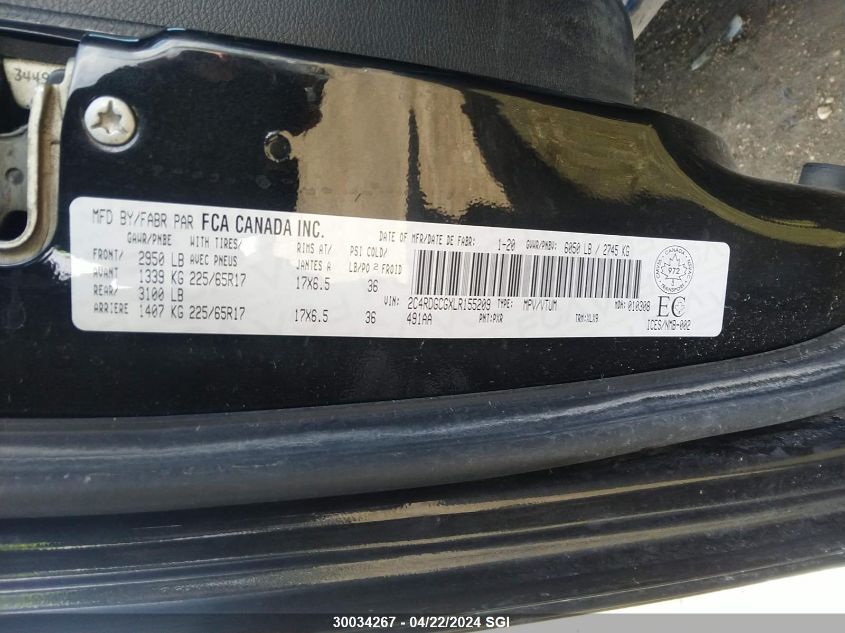 3449
MFD BY/FABR PAR FCA CANADA INC.
DATE OF MFR/DATE DE FABR: 1-20 GVWR/PNBV: 6050 LB / 2745 KG
GAWR/PNBE WITH TIRES/ RIMS AT/ PSI COLD/
FRONT/ 2950 LB AVEC PNEUS JANTES A LB/PO² FROID
AVANT 1339 KG 225/65R17 17X6.5 36
REAR/ 3100 LB
ARRIERE 1407 KG 225/65R17 17X6.5 36
VIN: 2C4RDGCGXLR155209 TYPE: MPV/VTUM MDH: 010308
491AA PNT:PXR TRM:XLX9
CANADA
972
TRANSPORT
EC
ICES/NMB-002
30034267 - 04/22/2024 SGI